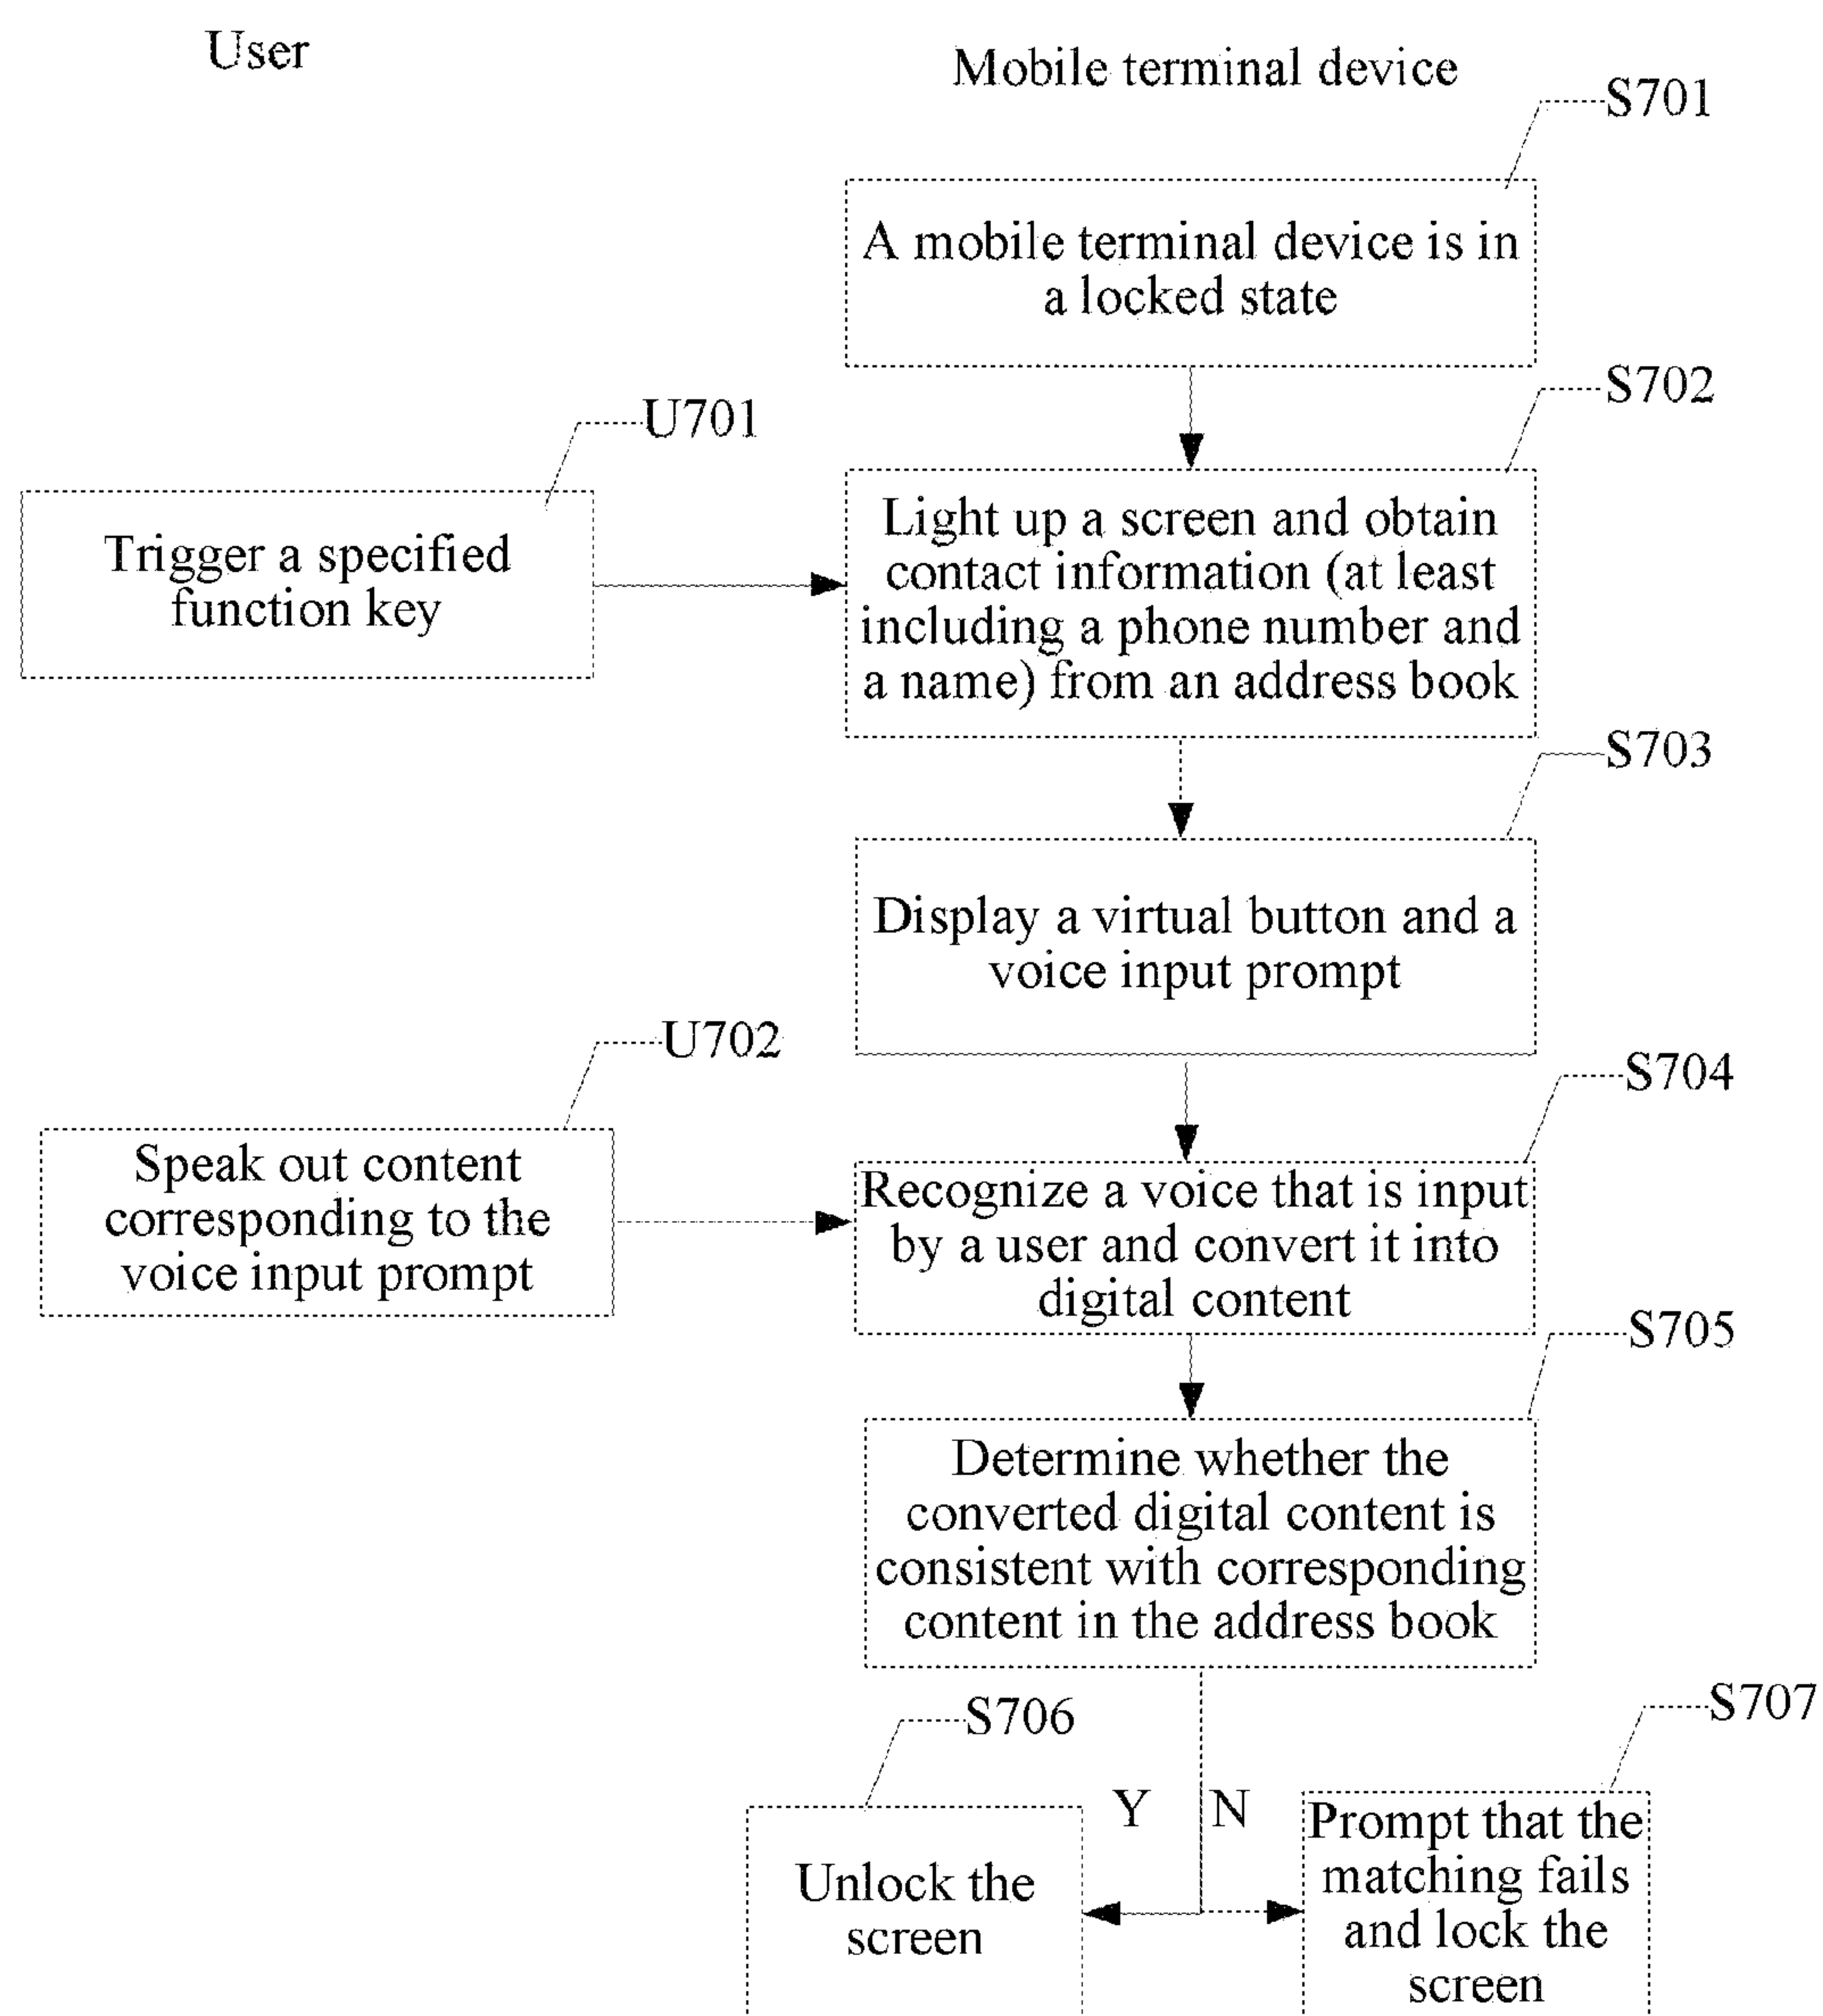 User
Mobile terminal device
S701
A mobile terminal device is in
a locked state
S702
U701
Trigger a specified
function key
Light up a screen and obtain
contact information (at least
including a phone number and
a name) from an address book
S703
Display a virtual button and a
voice input prompt
U702
S704
Speak out content
corresponding to the
voice input prompt
Recognize a voice that is input
by a user and convert it into
digital content
S705
Determine whether the
converted digital content is
consistent with corresponding
content in the address book
S706
S707
Y
N
Unlock the
screen
Prompt that the
matching fails
and lock the
screen